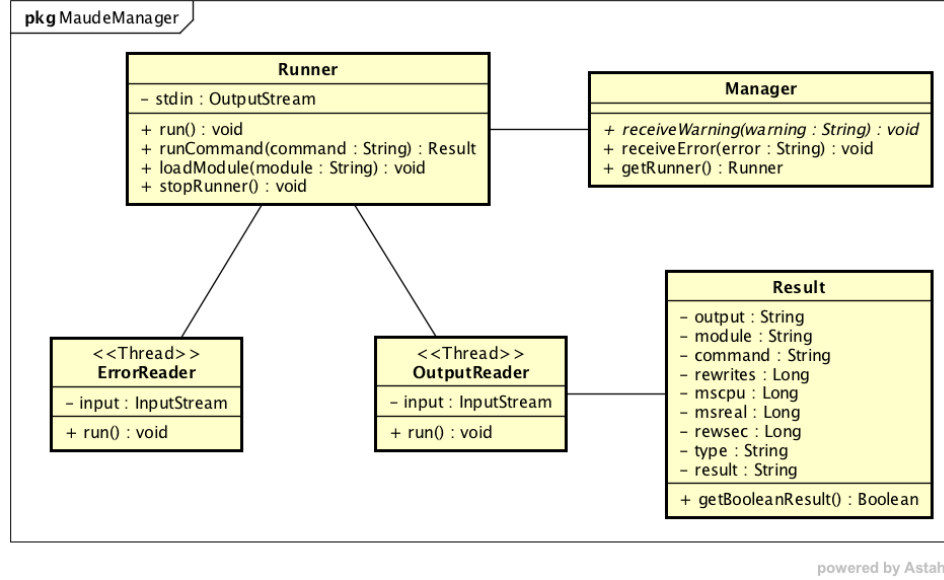 pkg MaudeManager
Runner
– stdin : OutputStream
+ run() : void
+ runCommand(command : String) : Result
+ loadModule(module : String) : void
+ stopRunner() : void
Manager
+ receiveWarning(warning : String) : void
+ receiveError(error : String) : void
+ getRunner() : Runner
<<Thread>>
ErrorReader
– input : InputStream
+ run() : void
<<Thread>>
OutputReader
– input : InputStream
+ run() : void
Result
– output : String
– module : String
– command : String
– rewrites : Long
– mscpu : Long
– msreal : Long
– rewsec : Long
– type : String
– result : String
+ getBooleanResult() : Boolean
powered by Astah